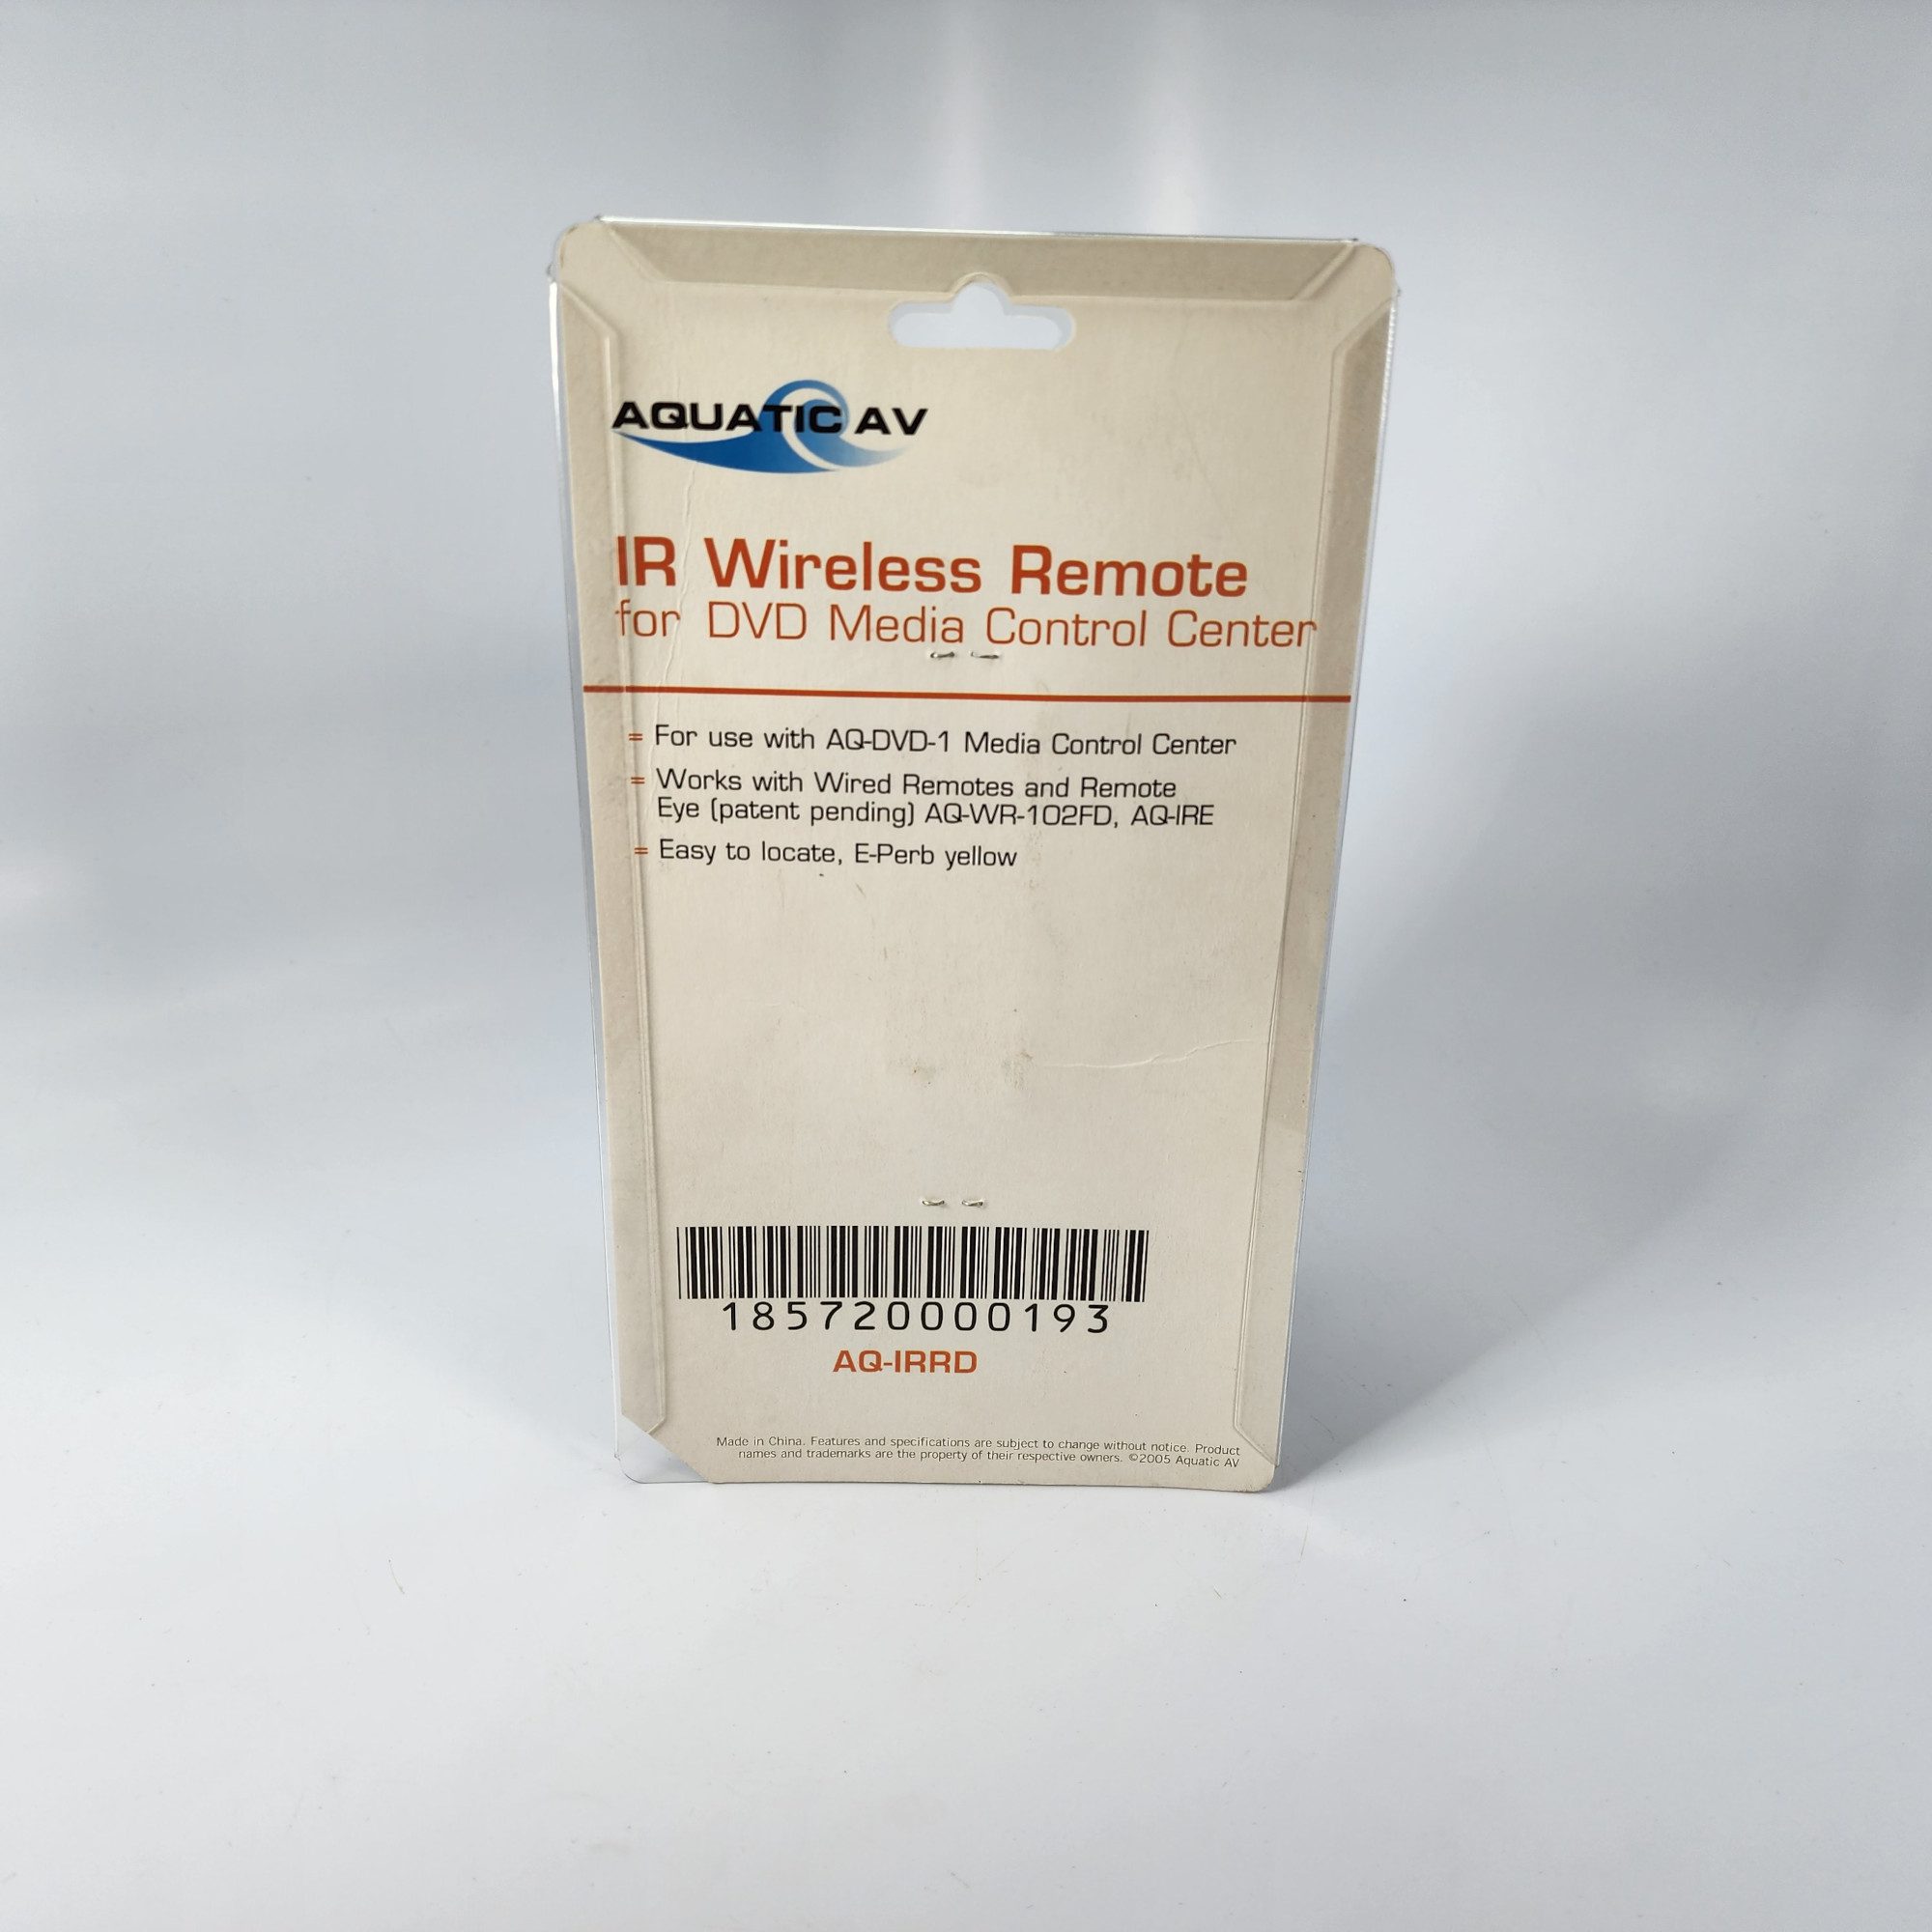 AQUATIC AV
IR Wireless Remote
for DVD Media Control Center
= For use with AQ-DVD-1 Media Control Center
= Works with Wired Remotes and Remote
Eye (patent pending) AQ-WR-102FD, AQ-IRE
= Easy to locate, E-Perb yellow
185720000193
AQ-IRRD
Made in China. Features and specifications are subject to change without notice. Product
names and trademarks are the property of their respective owners. ©2005 Aquatic AV